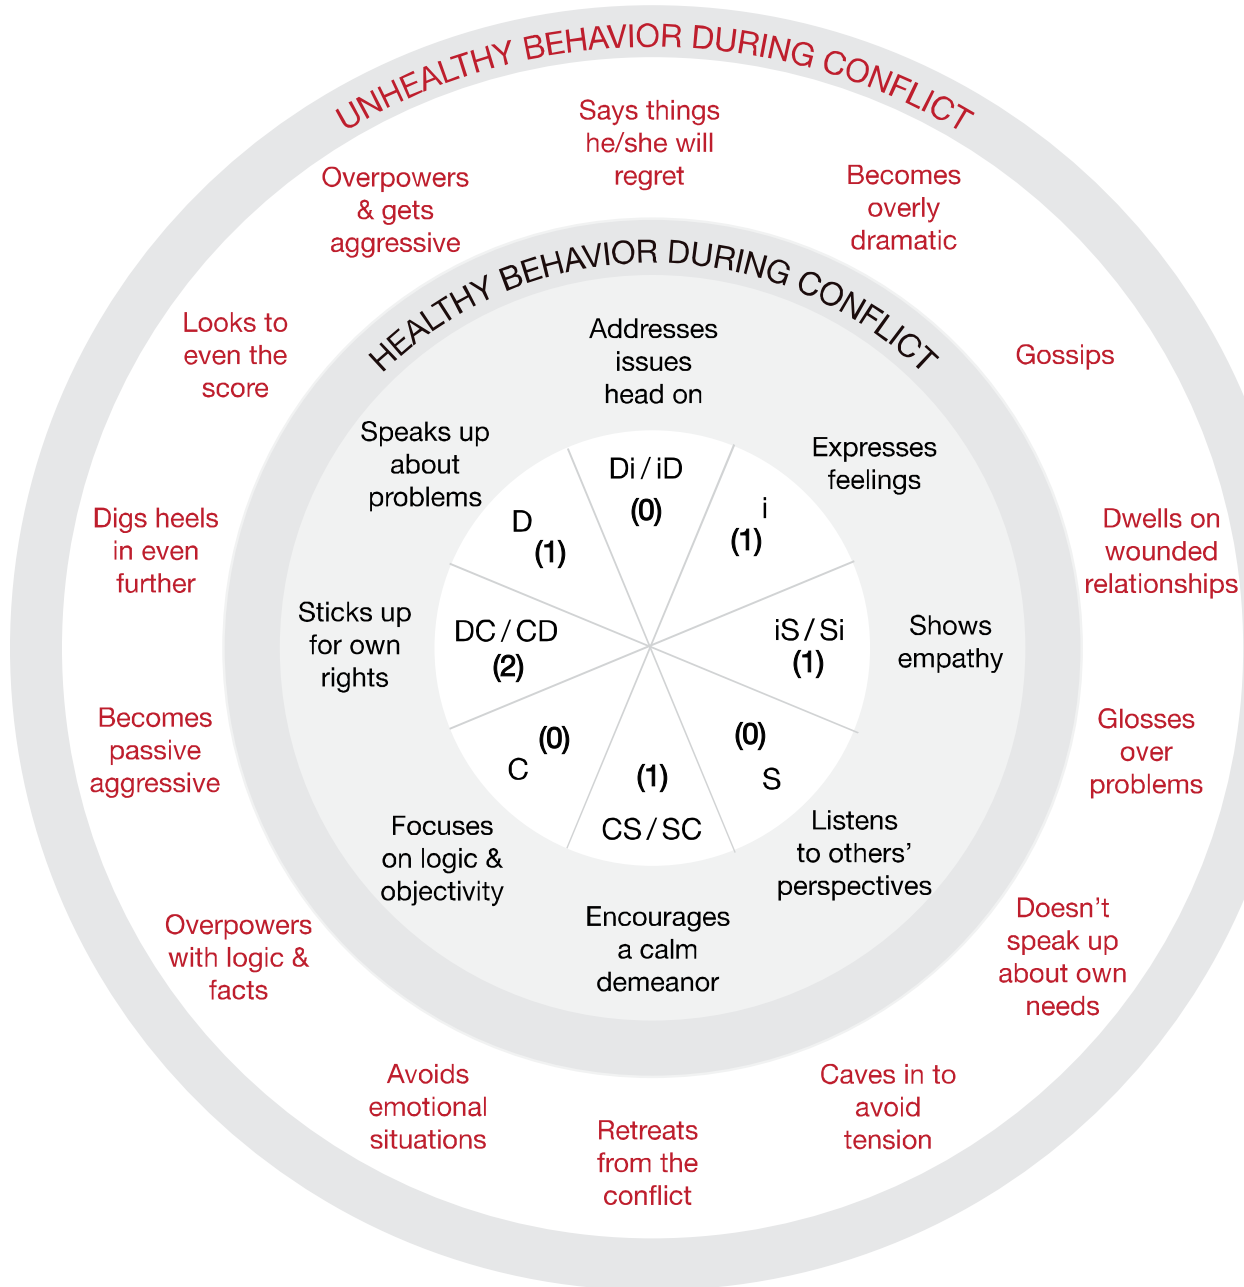 UNHEALTHY BEHAVIOR DURING CONFLICT
Says things
he/she will
regret
Becomes
overly
dramatic
Gossips
Dwells on
wounded
relationships
Glosses
over
problems
Doesn’t
speak up
about own
needs
Caves in to
avoid
tension
Retreats
from the
conflict
Avoids
emotional
situations
Overpowers
with logic &
facts
Becomes
passive
aggressive
Digs heels
in even
further
Looks to
even the
score
Overpowers
& gets
aggressive
HEALTHY BEHAVIOR DURING CONFLICT
Addresses
issues
head on
Expresses
feelings
Shows
empathy
Listens
to others’
perspectives
Encourages
a calm
demeanor
Focuses
on logic &
objectivity
Sticks up
for own
rights
Speaks up
about
problems
Di / iD
(0)
i
(1)
iS / Si
(1)
(0)
S
(1)
CS / SC
(0)
C
DC / CD
(2)
D
(1)